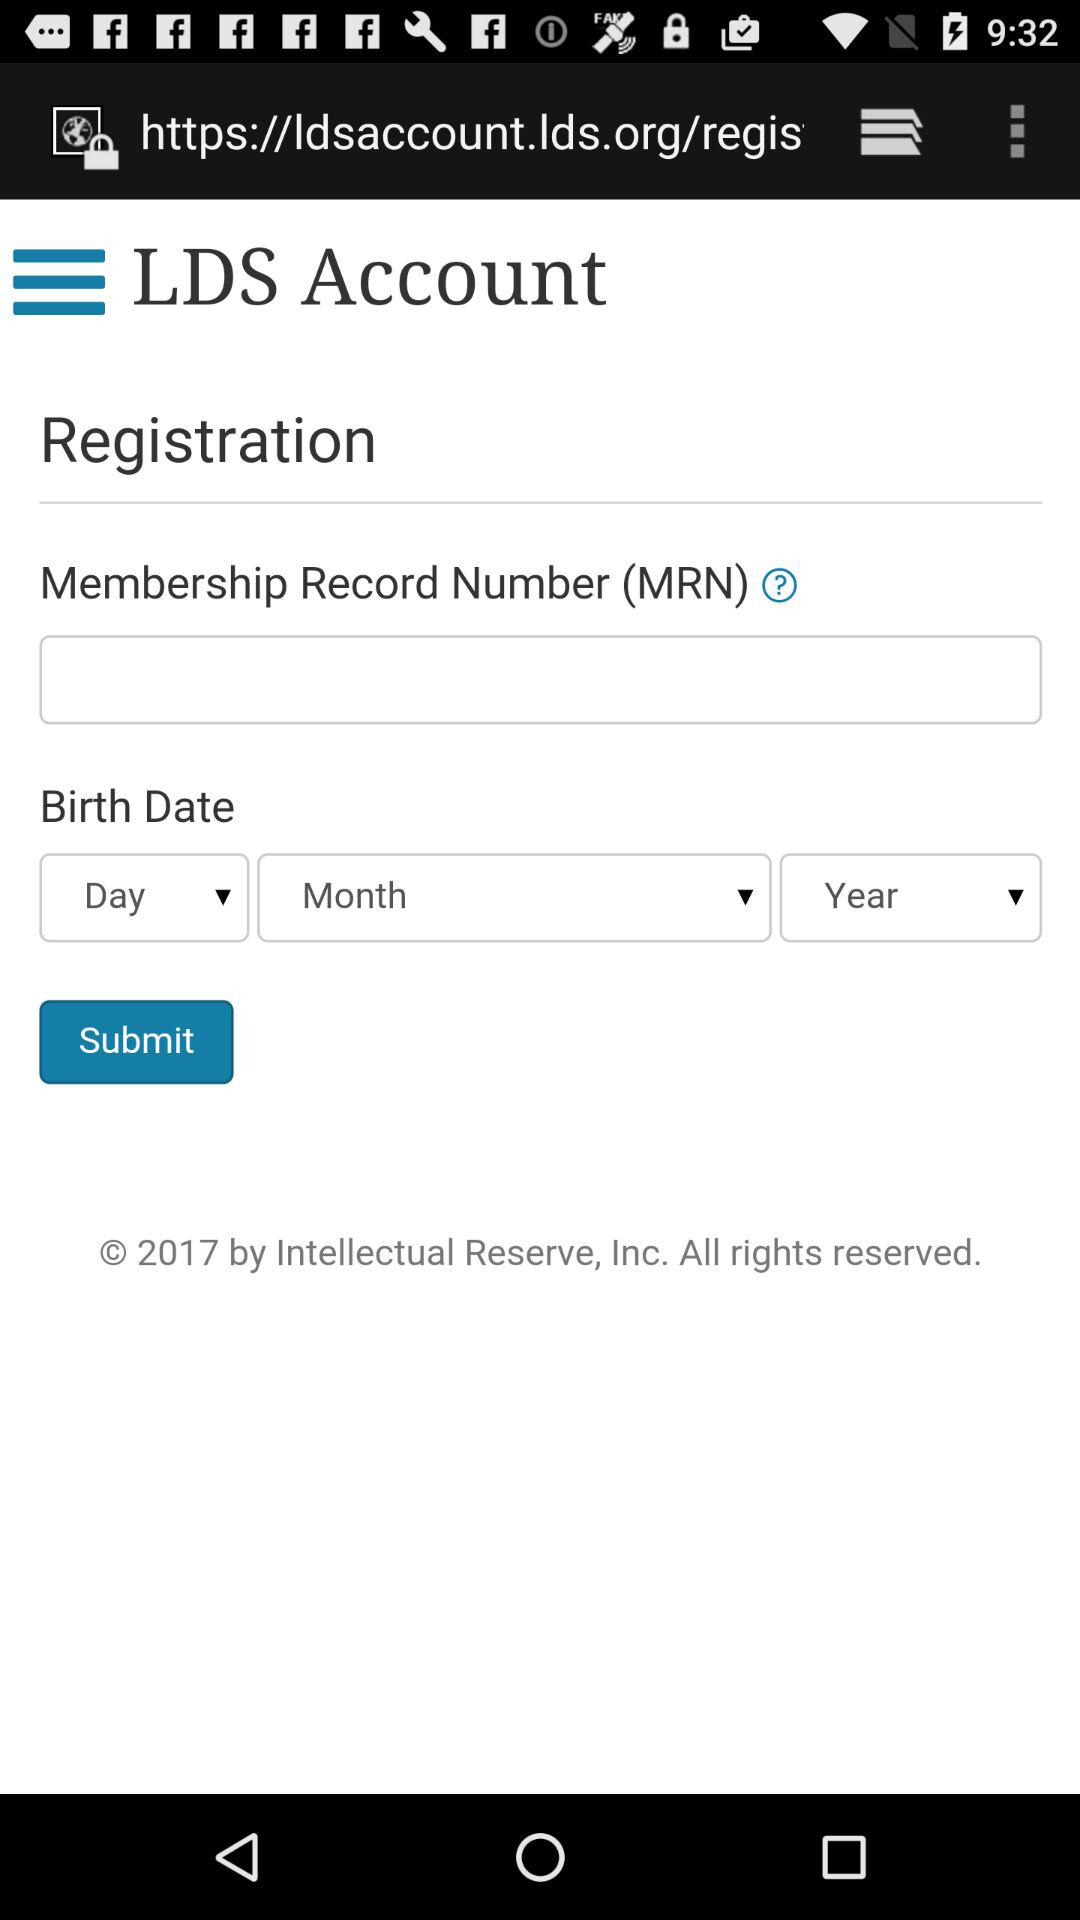 FAKE
9:32
https://ldsaccount.lds.org/regis
LDS Account
Registration
Membership Record Number (MRN) ?
Birth Date
Day ▼ Month ▼ Year ▼
Submit
© 2017 by Intellectual Reserve, Inc. All rights reserved.